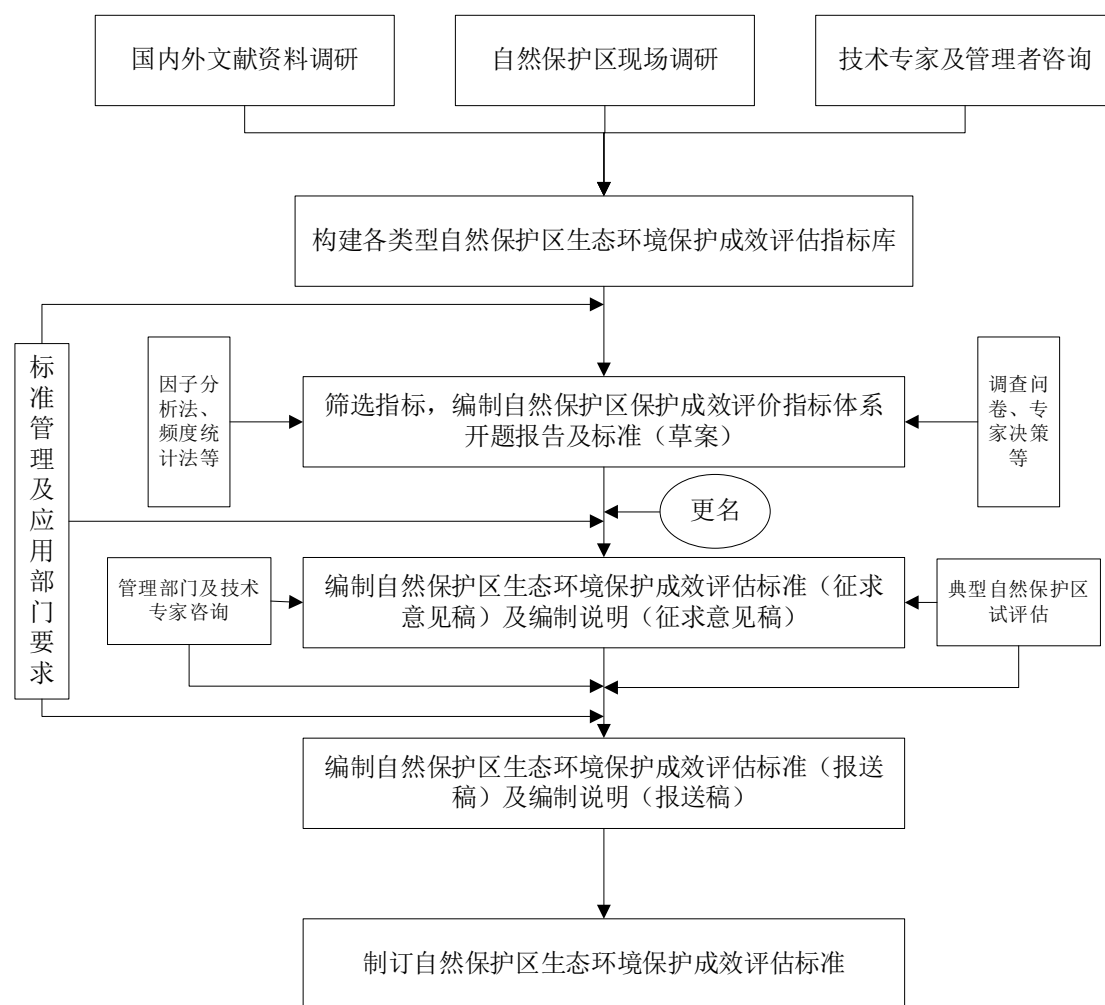 国内外文献资料调研
自然保护区现场调研
技术专家及管理者咨询
构建各类型自然保护区生态环境保护成效评估指标库
标准管理及应用部门要求
因子分
析法、
频度统
计法等
筛选指标，编制自然保护区保护成效评价指标体系
开题报告及标准（草案）
调查问
卷、专
家决策
等
更名
管理部门及技术
专家咨询
编制自然保护区生态环境保护成效评估标准（征求
意见稿）及编制说明（征求意见稿）
典型自然保护区
试评估
编制自然保护区生态环境保护成效评估标准（报送
稿）及编制说明（报送稿）
制订自然保护区生态环境保护成效评估标准